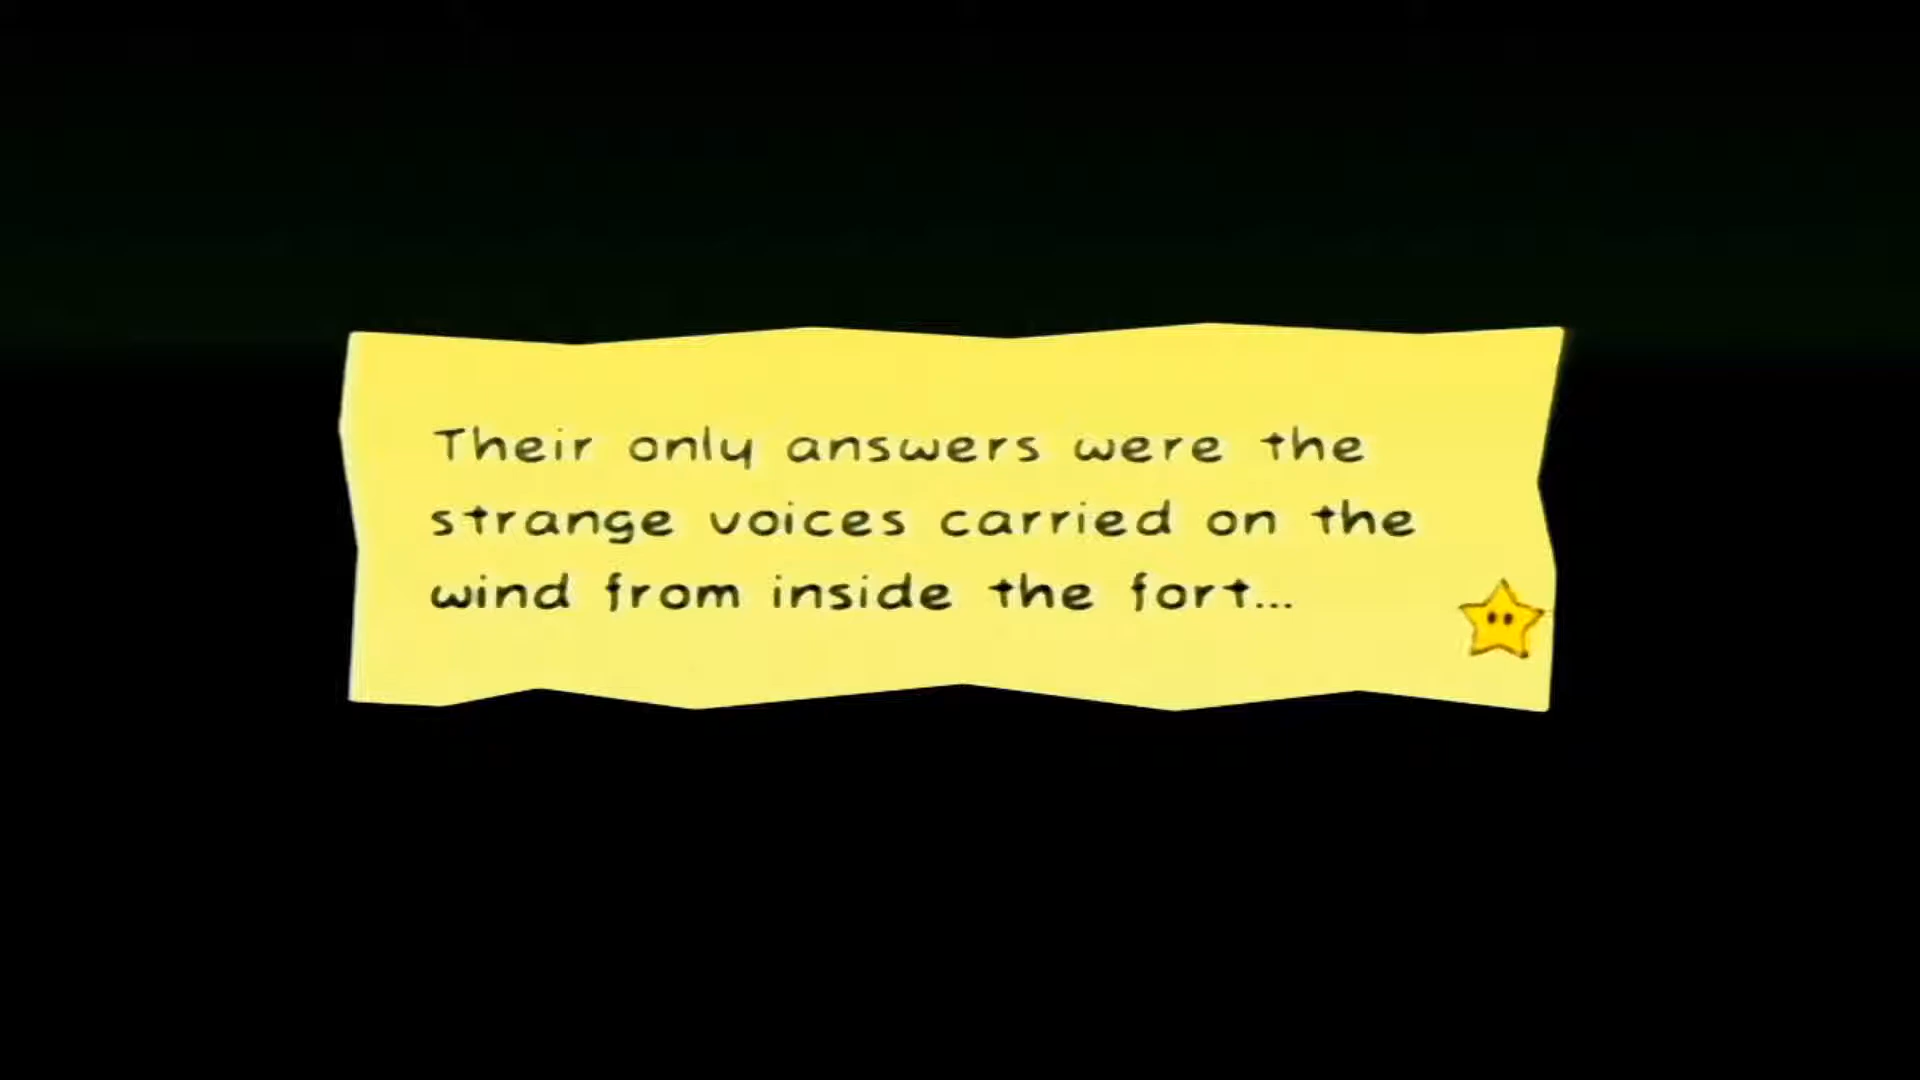 Their only answers were the
strange voices carried on the
wind from inside the fort...